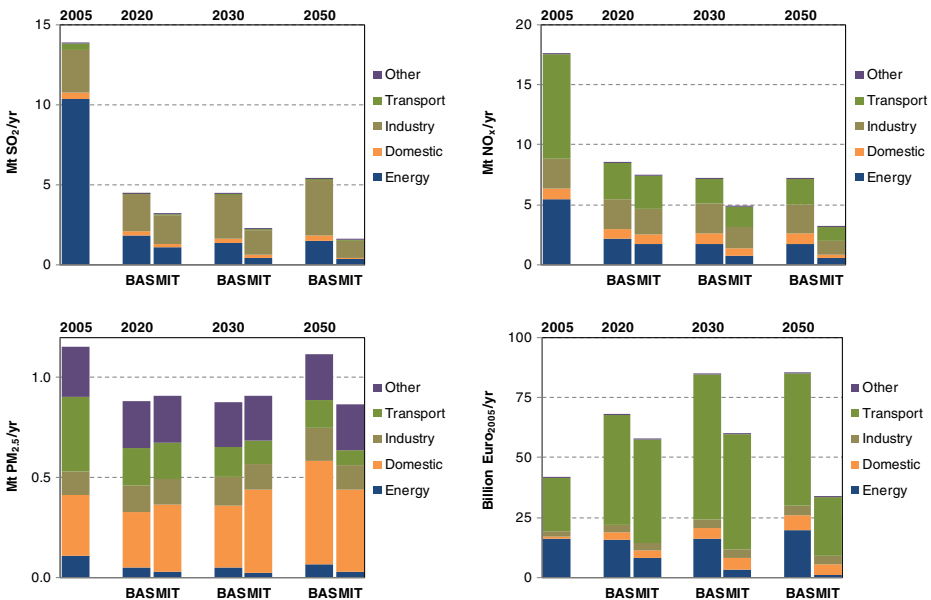 2005 2020 2030 2050
15
10
5
0
Mt SO₂/yr
BASMIT BASMIT BASMIT
Other
Transport
Industry
Domestic
Energy
2005 2020 2030 2050
20
15
10
5
0
Mt NOₓ/yr
BASMIT BASMIT BASMIT
Other
Transport
Industry
Domestic
Energy
2005 2020 2030 2050
1.0
0.5
0.0
Mt PM₂.₅/yr
BASMIT BASMIT BASMIT
Other
Transport
Industry
Domestic
Energy
2005 2020 2030 2050
100
75
50
25
0
Billion Euro₂₀₀₅/yr
BASMIT BASMIT BASMIT
Other
Transport
Industry
Domestic
Energy